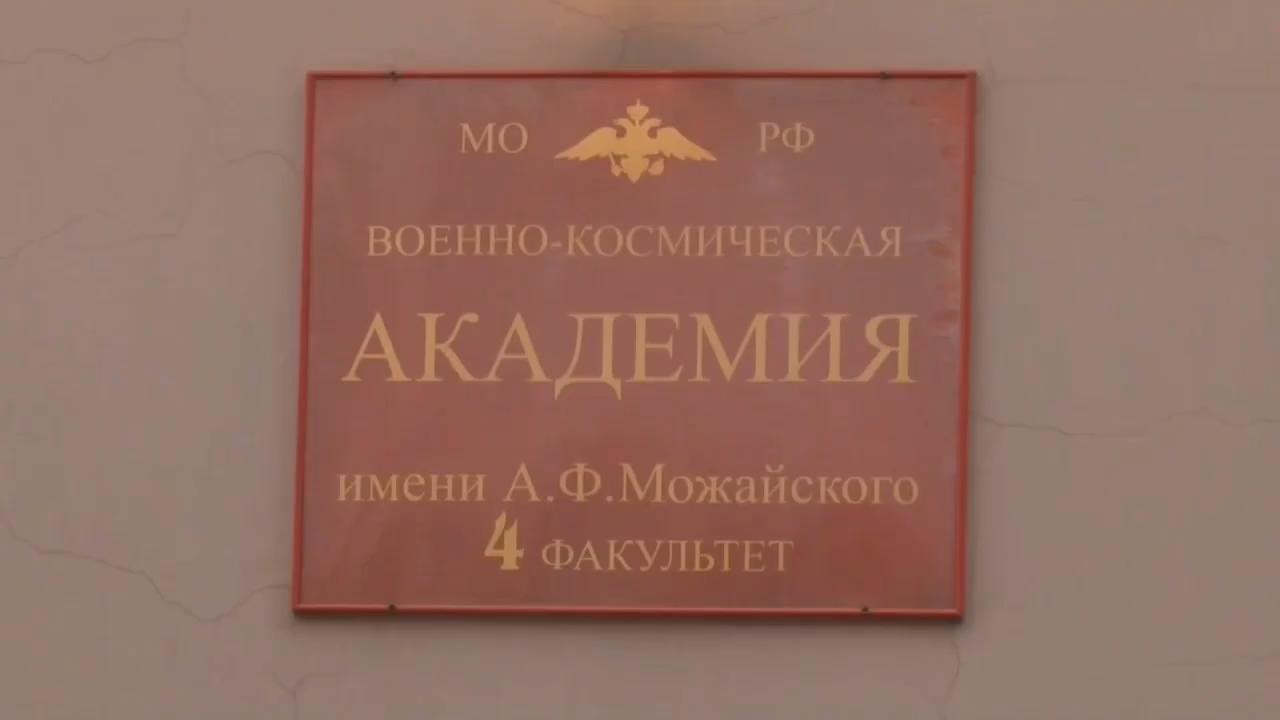 МО РФ
ВОЕННО-КОСМИЧЕСКАЯ
АКАДЕМИЯ
имени А.Ф.Можайского
4 ФАКУЛЬТЕТ